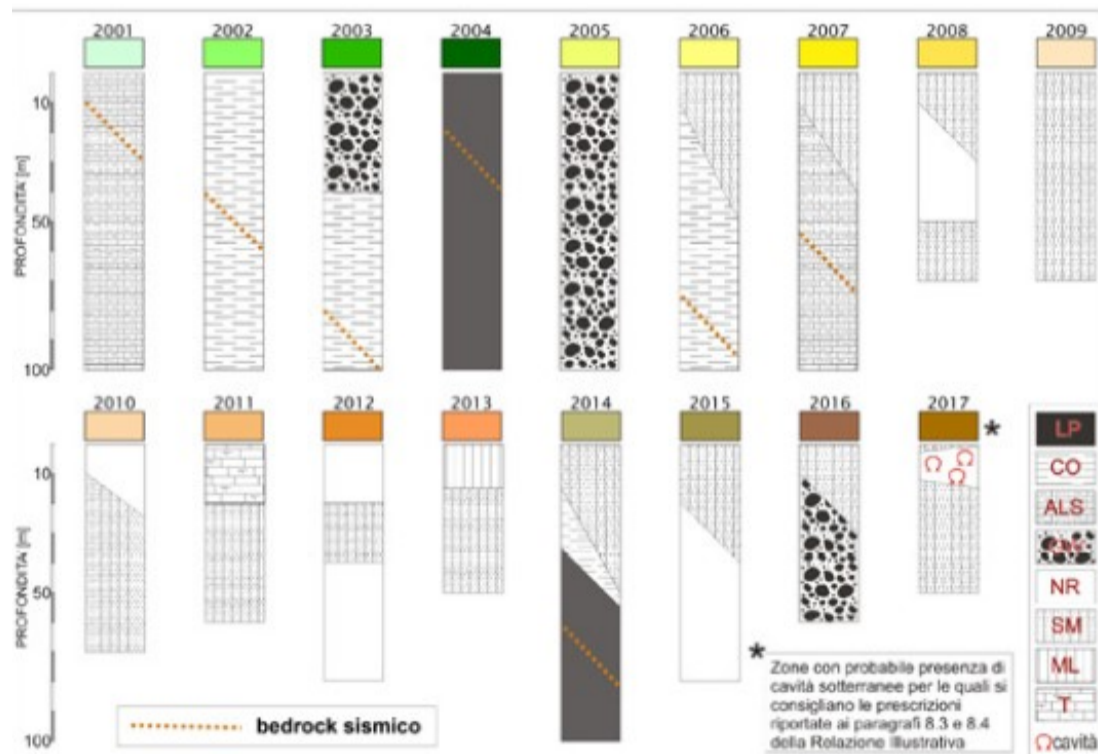 2001 2002 2003 2004 2005 2006 2007 2008 2009
PROFONDITA' [m]
10
50
100
2010 2011 2012 2013 2014 2015 2016 2017 *
PROFONDITA' [m]
10
50
100
bedrock sismico
* Zone con probabile presenza di
cavità sotterranee per le quali si
consigliano le prescrizioni
riportate ai paragrafi 8.3 e 8.4
della Relazione Illustrativa
LP
CO
ALS
NR
SM
ML
T
cavità